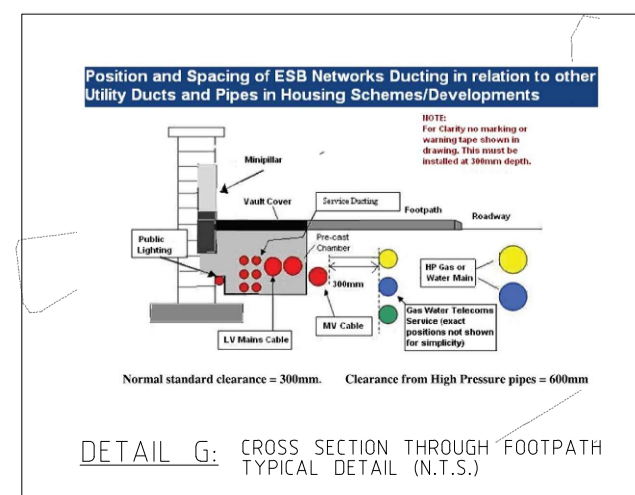 Position and Spacing of ESB Networks Ducting in relation to other
Utility Ducts and Pipes in Housing Schemes/Developments
NOTE:
For Clarity no marking or
warning tape shown in
drawing. This must be
installed at 300mm depth.
Minipillar
Vault Cover
Service Ducting
Footpath
Roadway
Public
Lighting
Pre-cast
Chamber
HP Gas or
Water Main
300mm
MV Cable
LV Mains Cable
Gas Water Telecoms
Service (exact
positions not shown
for simplicity)
Normal standard clearance = 300mm. Clearance from High Pressure pipes = 600mm
DETAIL G: CROSS SECTION THROUGH FOOTPATH
TYPICAL DETAIL (N.T.S.)